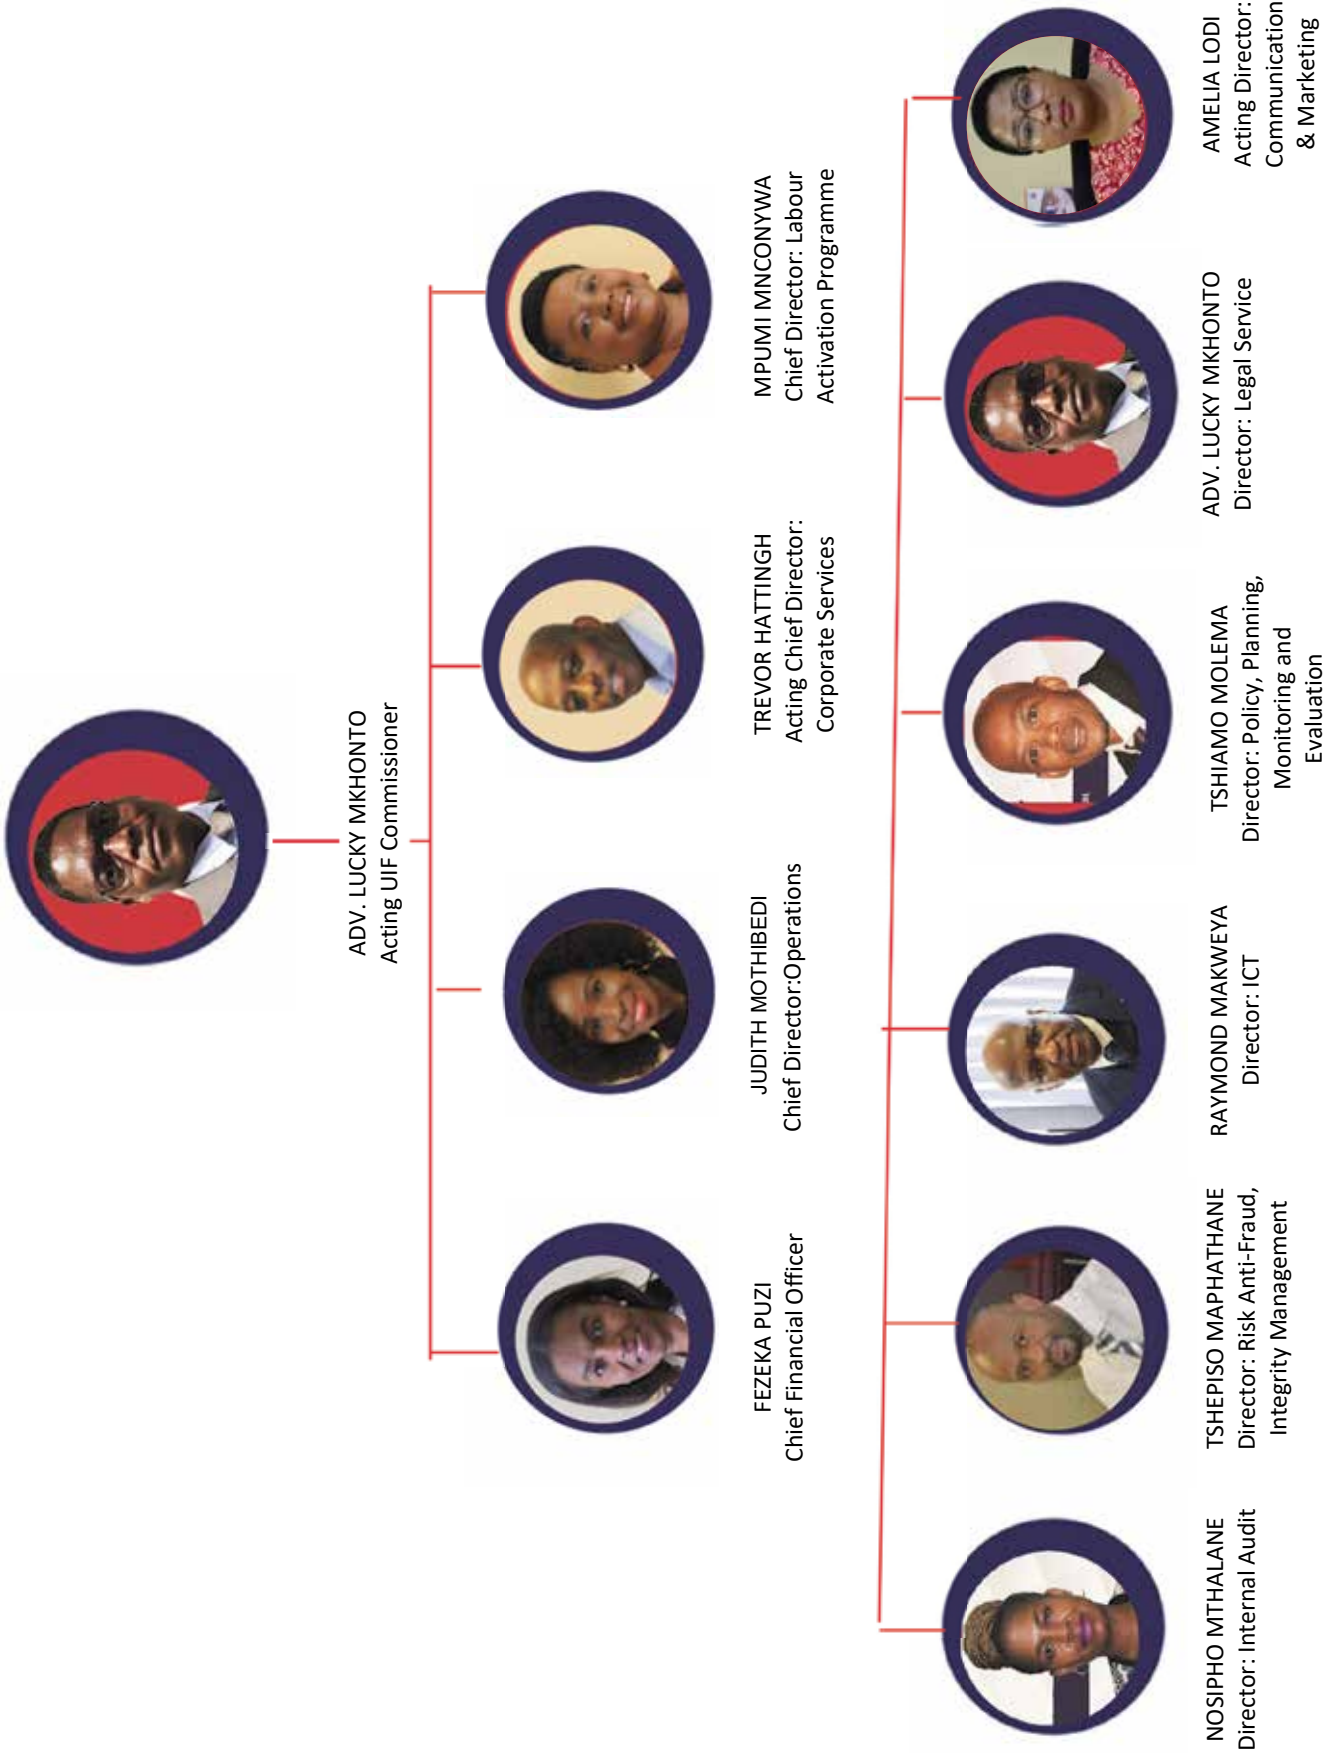 ADV. LUCKY MKHONTO
Acting UIF Commissioner
FEZEKA PUZI
Chief Financial Officer
JUDITH MOTHIBEDI
Chief Director:Operations
TREVOR HATTINGH
Acting Chief Director:
Corporate Services
MPUMI MNCONYWA
Chief Director: Labour
Activation Programme
NOSIPHO MTHALANE
Director: Internal Audit
TSHEPISO MAPHATHANE
Director: Risk Anti-Fraud,
Integrity Management
RAYMOND MAKWEYA
Director: ICT
TSHIAMO MOLEMA
Director: Policy, Planning,
Monitoring and
Evaluation
ADV. LUCKY MKHONTO
Director: Legal Service
AMELIA LODI
Acting Director:
Communication
& Marketing